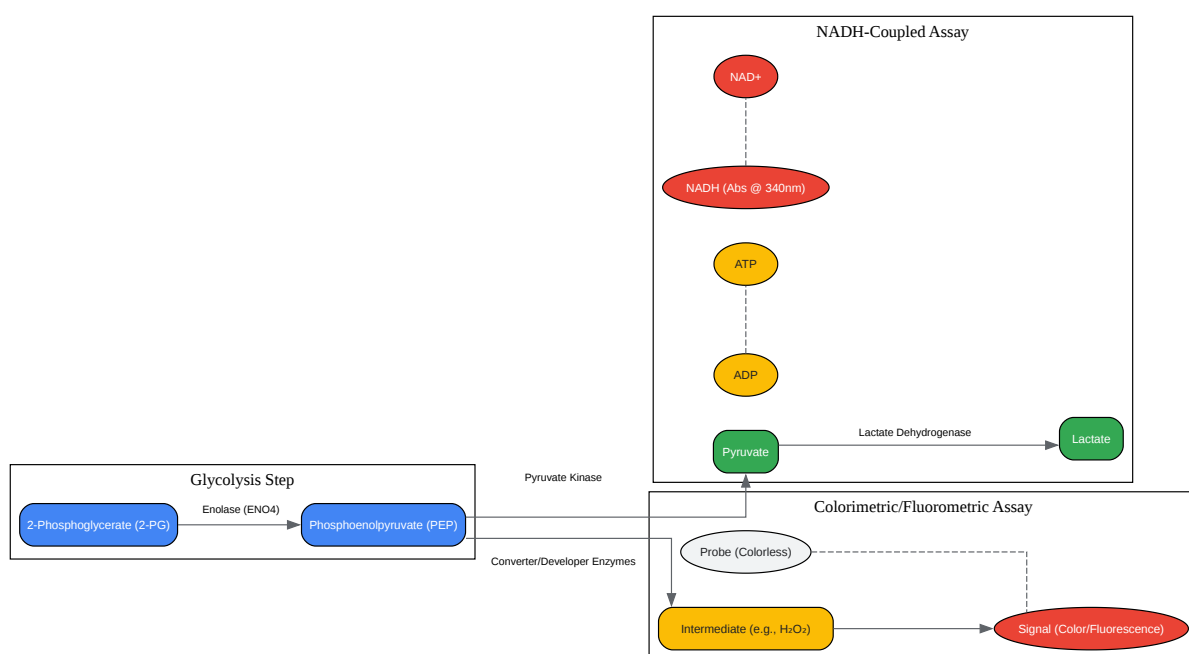 NADH-Coupled Assay
NAD+
NADH (Abs @ 340nm)
ATP
ADP
Pyruvate
Lactate Dehydrogenase
Lactate
Glycolysis Step
2-Phosphoglycerate (2-PG)
Enolase (ENO4)
Phosphoenolpyruvate (PEP)
Pyruvate Kinase
Converter/Developer Enzymes
Colorimetric/Fluorometric Assay
Probe (Colorless)
Intermediate (e.g., H₂O₂)
Signal (Color/Fluorescence)